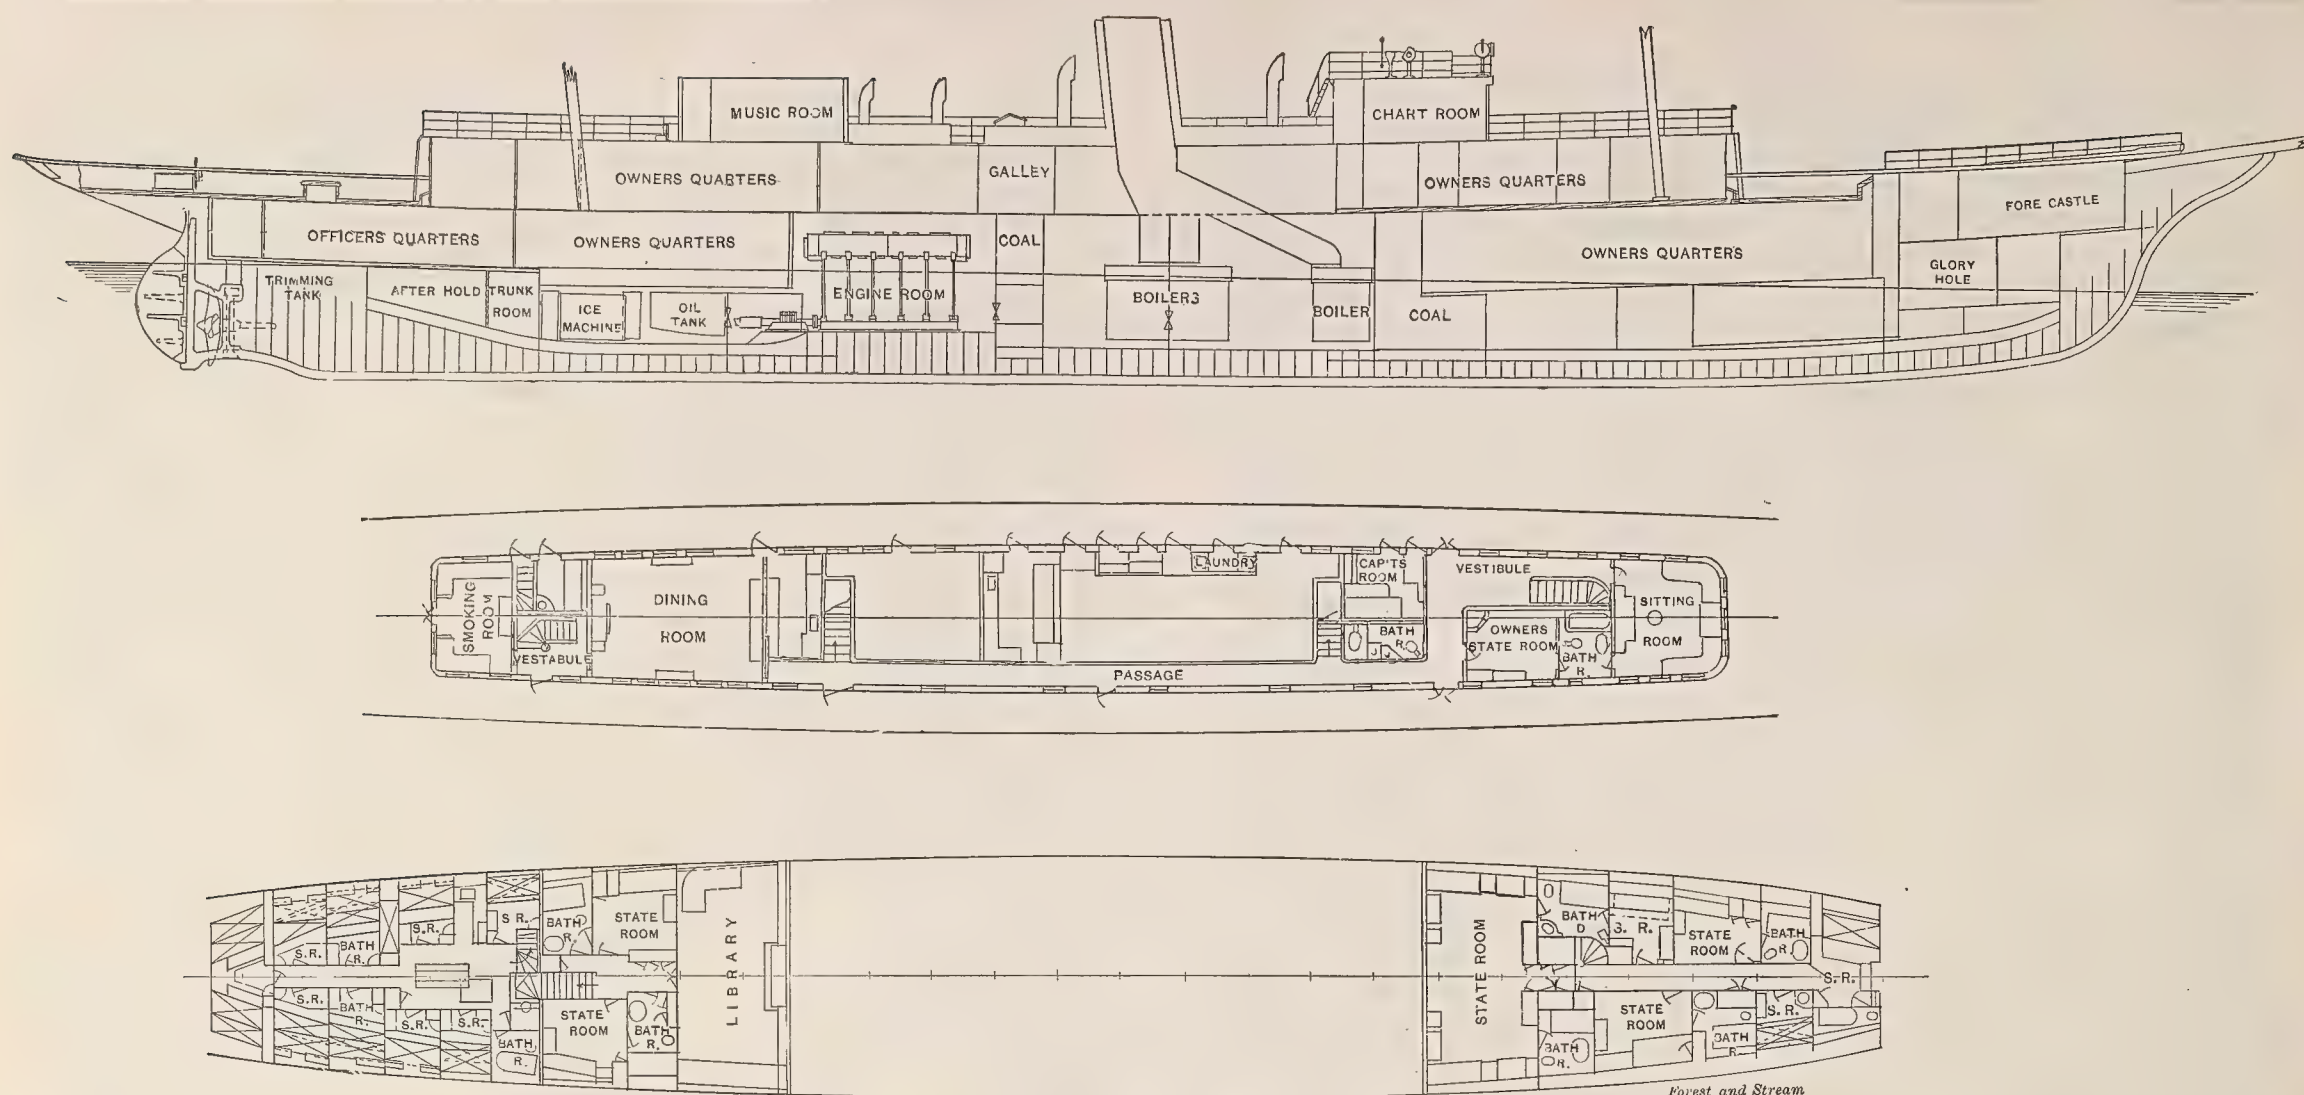 MUSIC ROOM
CHART ROOM
OWNERS QUARTERS
GALLEY
OWNERS QUARTERS
FORE CASTLE
OFFICERS QUARTERS
OWNERS QUARTERS
COAL
OWNERS QUARTERS
GLORY
HOLE
TRIMMING
TANK
AFTER HOLD
TRUNK
ROOM
ICE
MACHINE
OIL
TANK
ENGINE ROOM
BOILERS
BOILER
COAL
SMOKING
ROOM
VESTABULE
DINING
ROOM
LAUNDRY
CAP'TS
ROOM
BATH
R.
PASSAGE
VESTIBULE
OWNERS
STATE ROOM
BATH
R.
SITTING
ROOM
S.R.
BATH
R.
S.R.
S R.
BATH
R.
STATE
ROOM
LIBRARY
S.R.
BATH
R.
S.R.
S.R.
BATH
R.
STATE
ROOM
BATH
R.
STATE ROOM
BATH
D
S. R.
STATE
ROOM
BATH
R.
S.R.
BATH
R.
STATE
ROOM
BATH
R.
S.R.
Forest and Stream